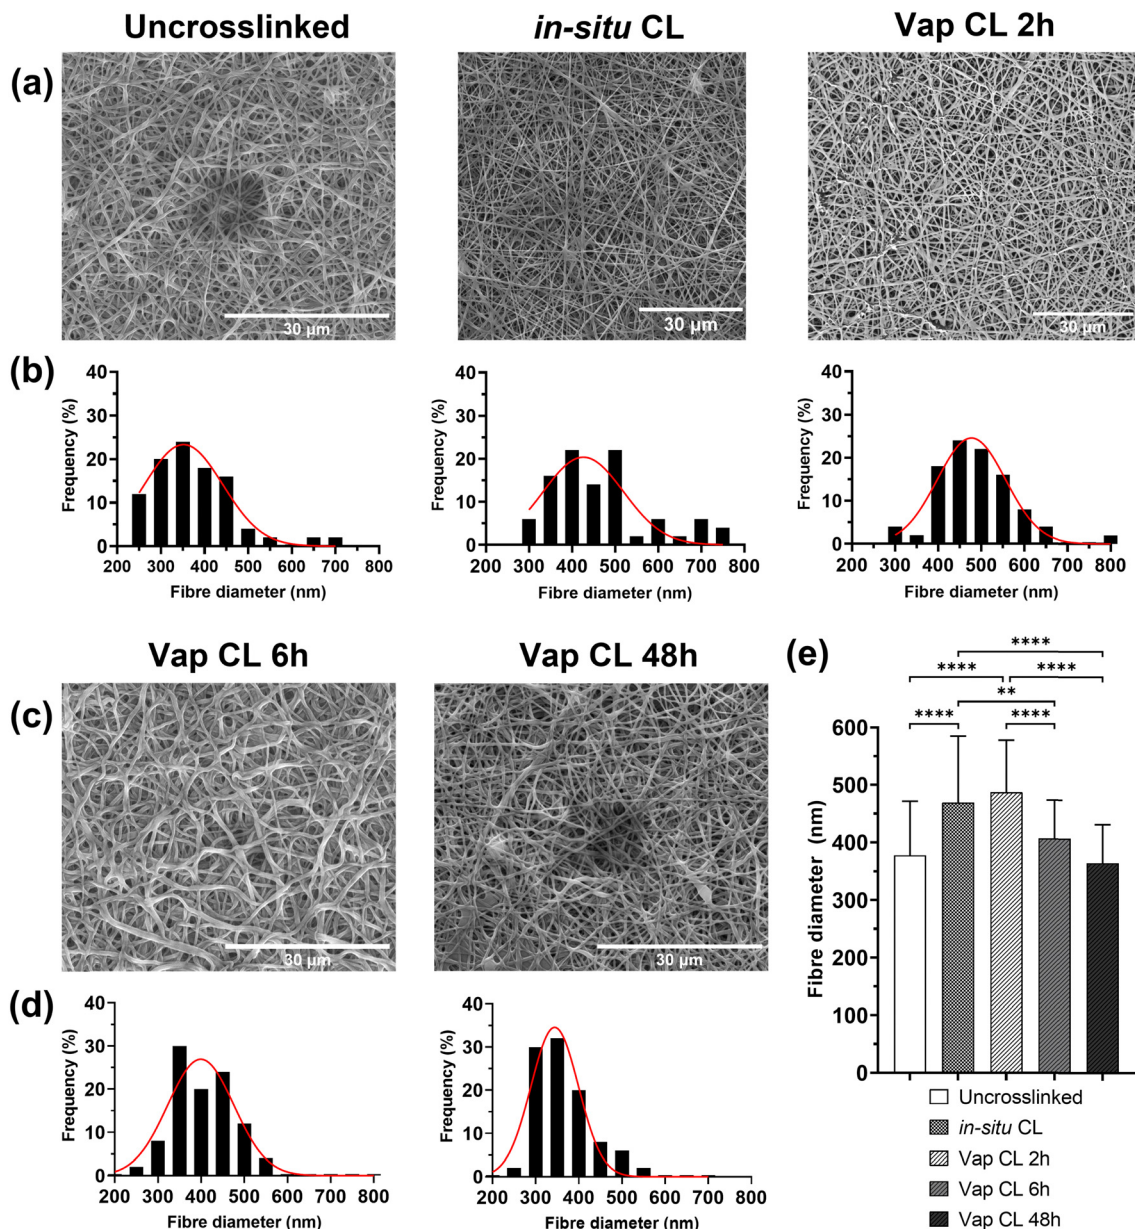 Uncrosslinked
in-situ CL
Vap CL 2h
(a)
30 µm
30 µm
30 µm
(b)
40
30
20
10
0
Frequency (%)
200 300 400 500 600 700 800
Fibre diameter (nm)
40
30
20
10
0
Frequency (%)
200 300 400 500 600 700 800
Fibre diameter (nm)
40
30
20
10
0
Frequency (%)
200 300 400 500 600 700 800
Fibre diameter (nm)
Vap CL 6h
Vap CL 48h
(c)
30 µm
30 µm
(d)
40
30
20
10
0
Frequency (%)
200 300 400 500 600 700 800
Fibre diameter (nm)
40
30
20
10
0
Frequency (%)
200 300 400 500 600 700 800
Fibre diameter (nm)
(e)
****
**** ****
**
**** ****
600
500
400
300
200
100
0
Fibre diameter (nm)
Uncrosslinked
in-situ CL
Vap CL 2h
Vap CL 6h
Vap CL 48h